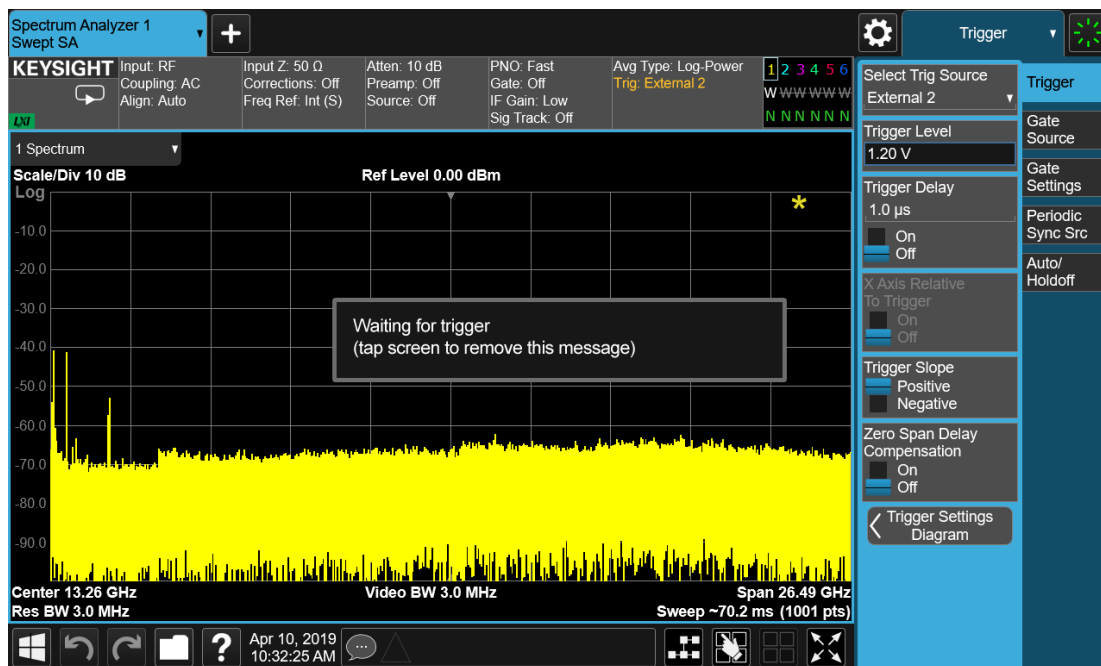 Spectrum Analyzer 1
Swept SA
Trigger
KEYSIGHT
LXI
Input: RF
Coupling: AC
Align: Auto
Input Z: 50 Ω
Corrections: Off
Freq Ref: Int (S)
Atten: 10 dB
Preamp: Off
Source: Off
PNO: Fast
Gate: Off
IF Gain: Low
Sig Track: Off
Avg Type: Log-Power
Trig: External 2
1 2 3 4 5 6
W W W W W W
N N N N N N
1 Spectrum
Scale/Div 10 dB
Ref Level 0.00 dBm
Log
-10.0
-20.0
-30.0
-40.0
-50.0
-60.0
-70.0
-80.0
-90.0
*
Waiting for trigger
(tap screen to remove this message)
Center 13.26 GHz
Video BW 3.0 MHz
Span 26.49 GHz
Res BW 3.0 MHz
Sweep ~70.2 ms (1001 pts)
?
Apr 10, 2019
10:32:25 AM
Select Trig Source
External 2
Trigger Level
1.20 V
Trigger Delay
1.0 µs
On
Off
X Axis Relative
To Trigger
On
Off
Trigger Slope
Positive
Negative
Zero Span Delay
Compensation
On
Off
Trigger Settings
Diagram
Trigger
Gate
Source
Gate
Settings
Periodic
Sync Src
Auto/
Holdoff